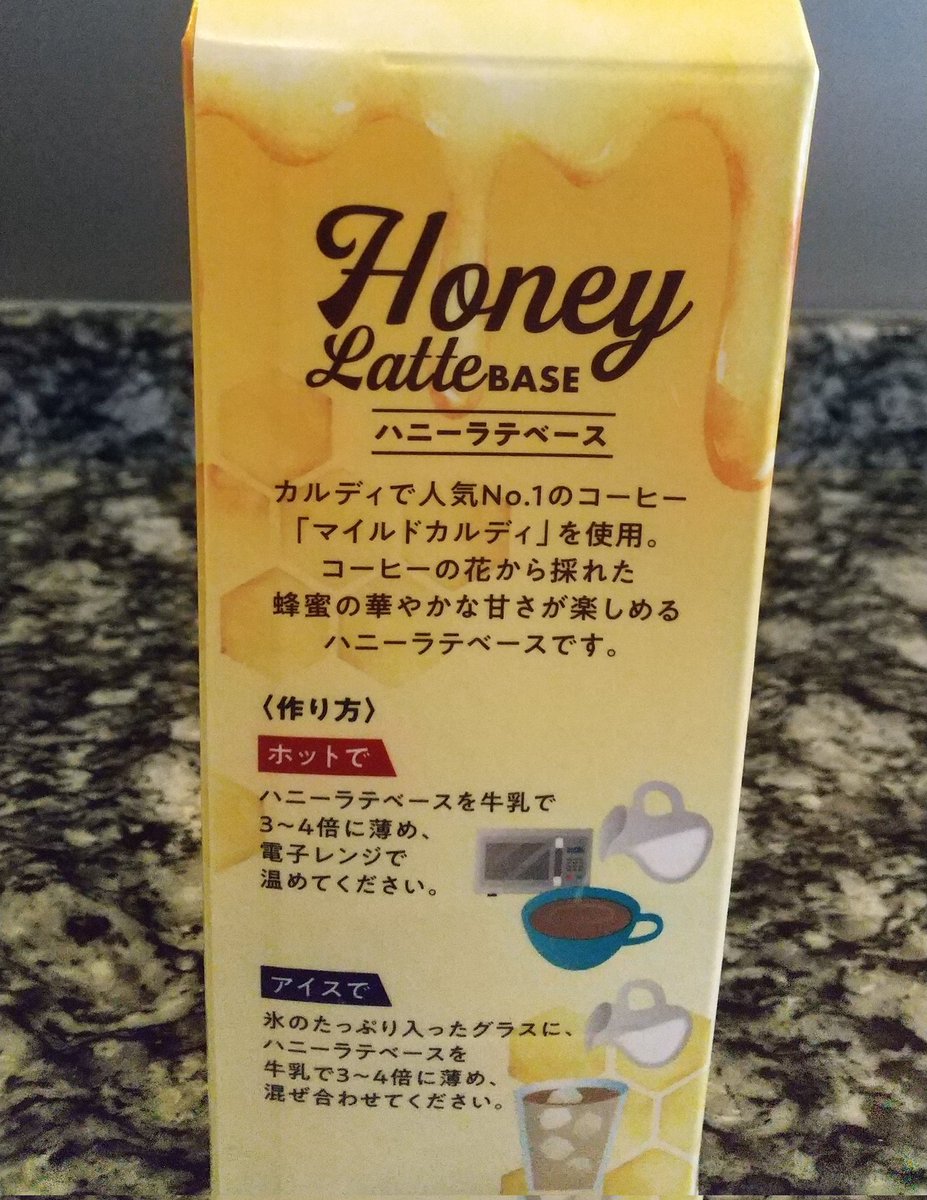 Honey
Latte BASE
ハニーラテベース
カルディで人気No.1のコーヒー
「マイルドカルディ」を使用。
コーヒーの花から採れた
蜂蜜の華やかな甘さが楽しめる
ハニーラテベースです。
〈作り方〉
ホットで
ハニーラテベースを牛乳で
3~4倍に薄め、
電子レンジで
温めてください。
アイスで
氷のたっぷり入ったグラスに、
ハニーラテベースを
牛乳で3~4倍に薄め、
混ぜ合わせてください。